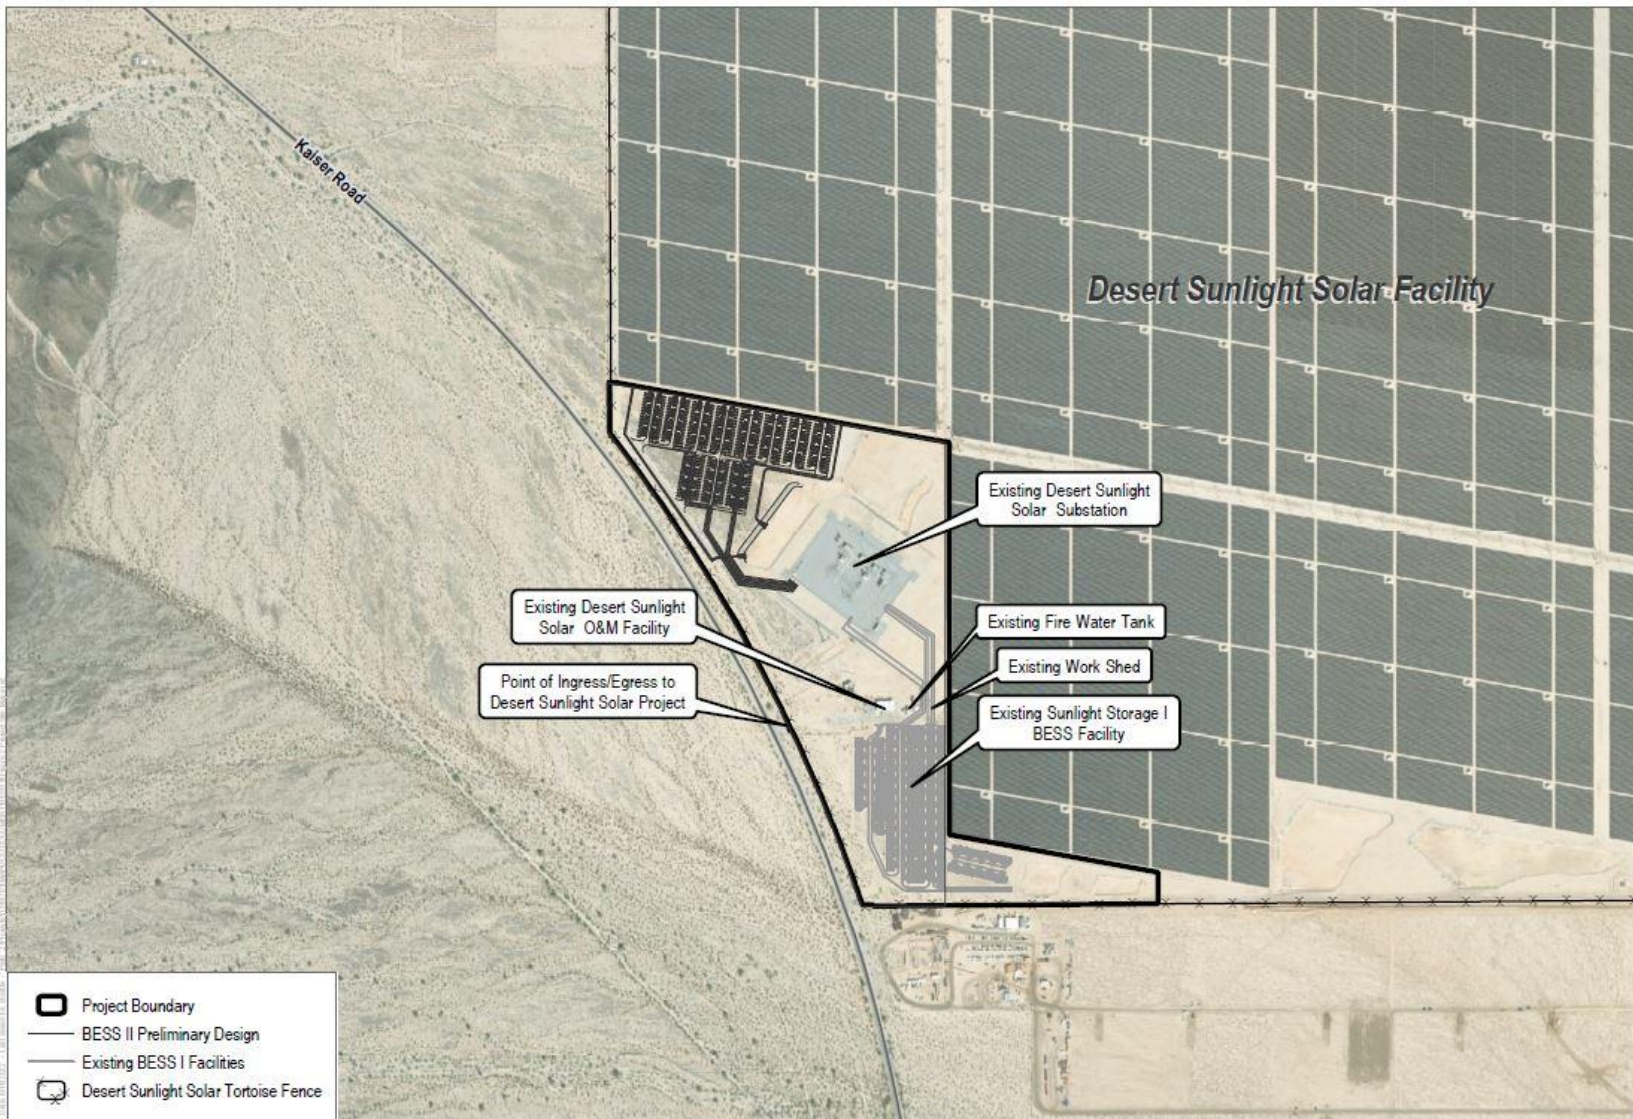 Kaiser Road
Desert Sunlight Solar Facility
Existing Desert Sunlight
Solar Substation
Existing Desert Sunlight
Solar O&M Facility
Existing Fire Water Tank
Point of Ingress/Egress to
Desert Sunlight Solar Project
Existing Work Shed
Existing Sunlight Storage I
BESS Facility
Project Boundary
BESS II Preliminary Design
Existing BESS I Facilities
Desert Sunlight Solar Tortoise Fence